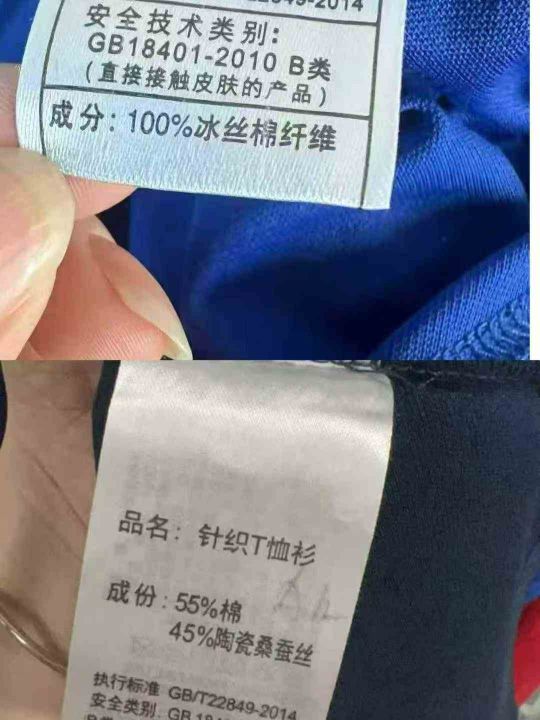 安全技术类别:
GB18401-2010 B类
(直接接触皮肤的产品)
成分: 100%冰丝棉纤维
品名: 针织T恤衫
成份: 55%棉
45%陶瓷桑蚕丝
执行标准 GB/T22849-2014
安全类别: